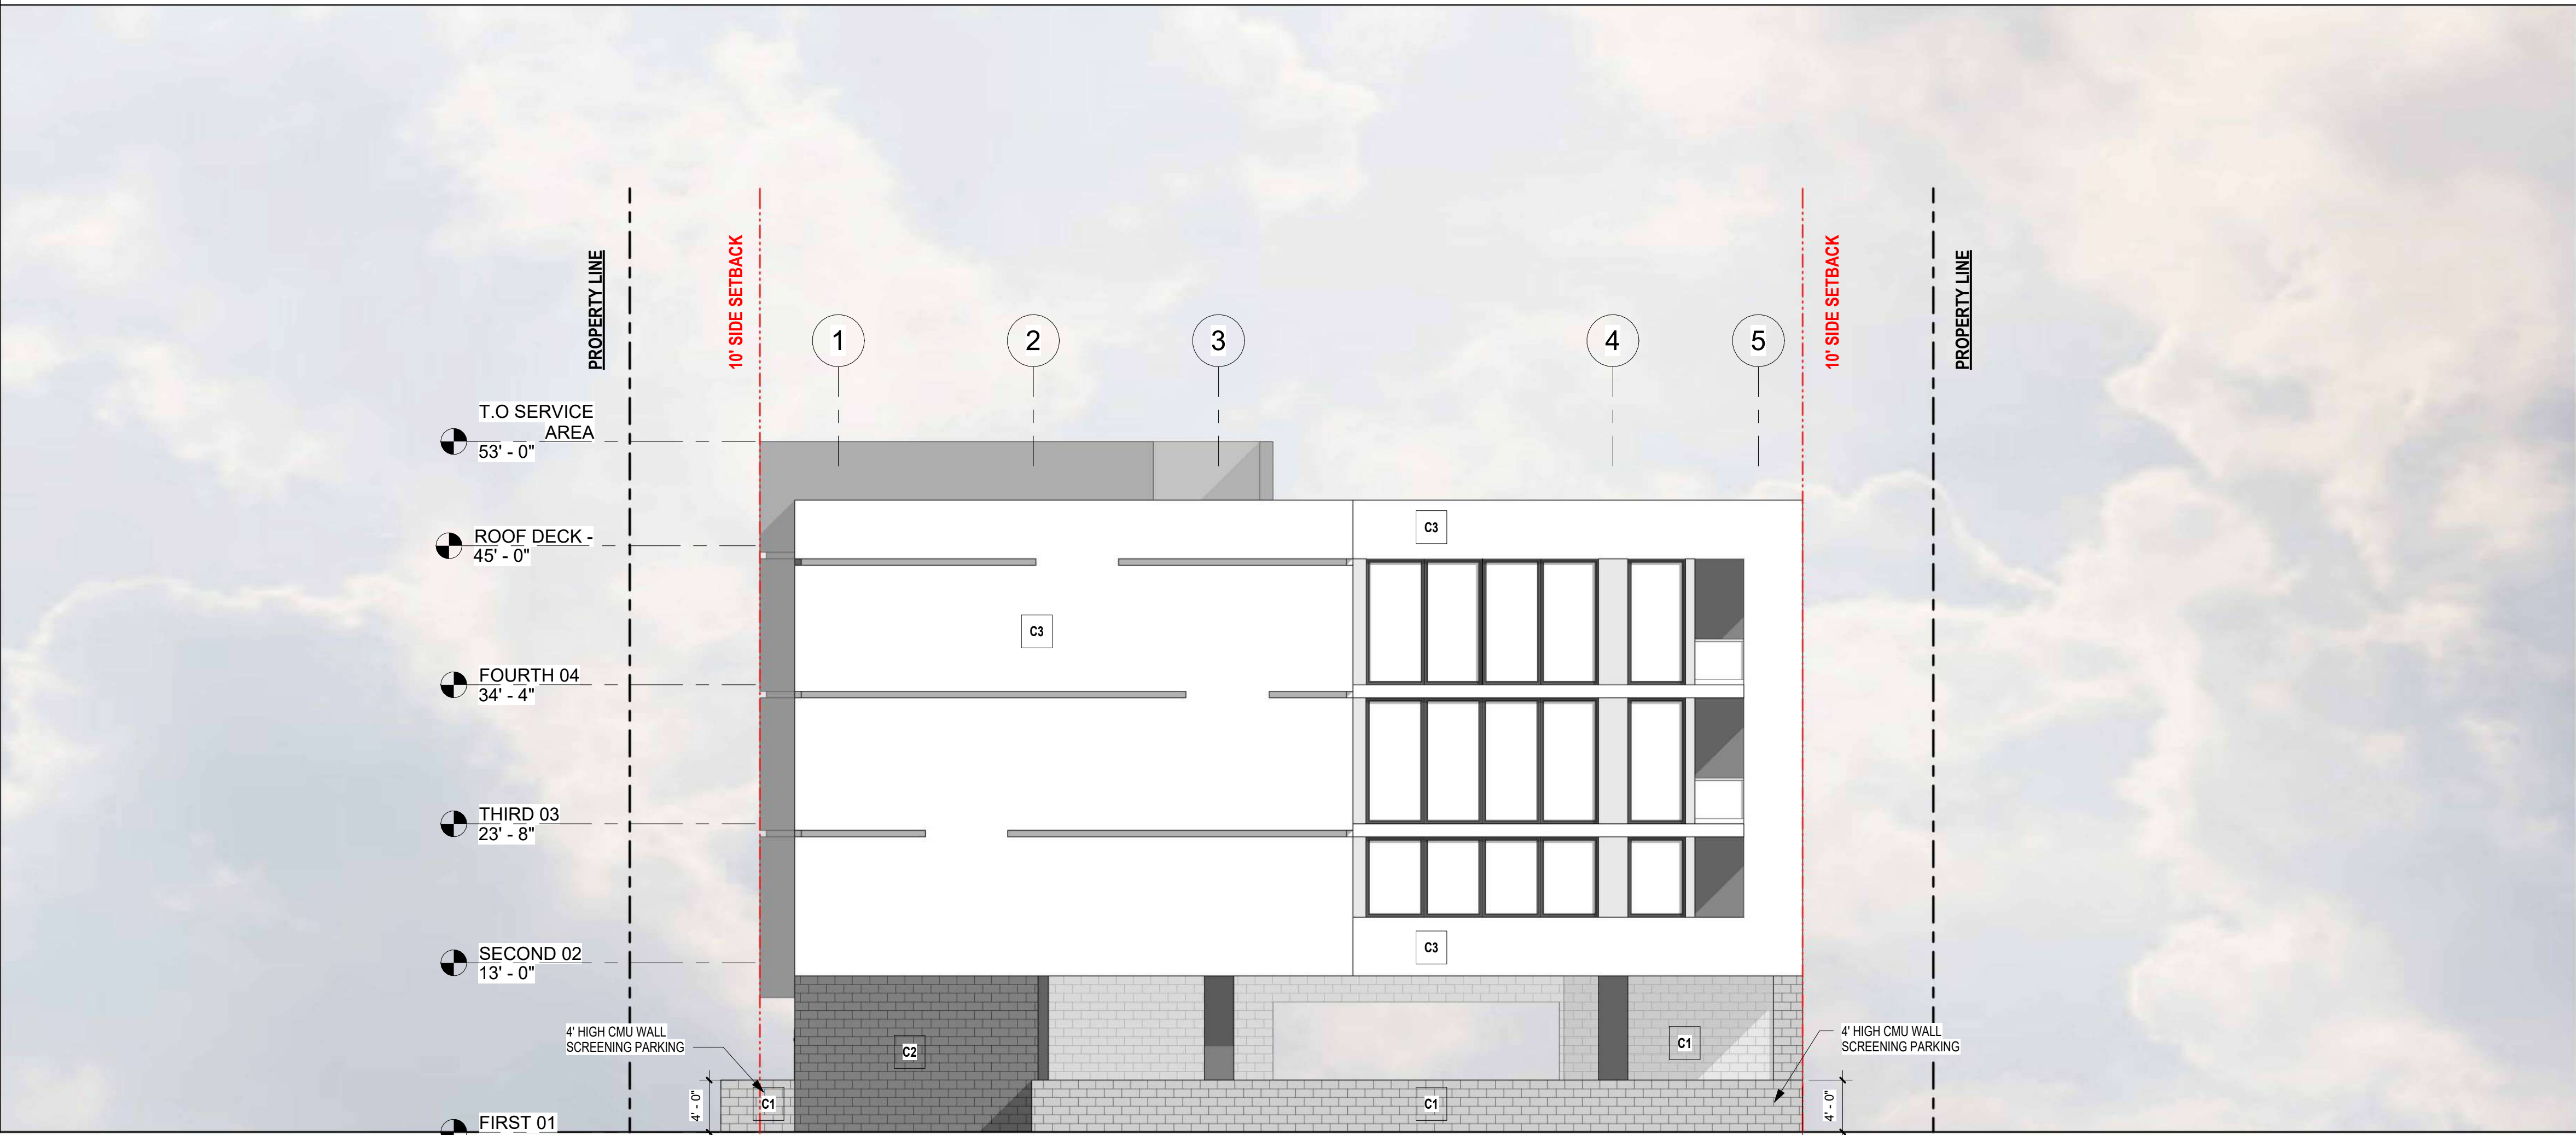 PROPERTY LINE
10' SIDE SETBACK
10' SIDE SETBACK
PROPERTY LINE
1
2
3
4
5
T.O SERVICE
AREA
53' - 0"
ROOF DECK -
45' - 0"
FOURTH 04
34' - 4"
THIRD 03
23' - 8"
SECOND 02
13' - 0"
FIRST 01
C3
C3
C3
C2
C1
C1
C1
4' HIGH CMU WALL
SCREENING PARKING
4' HIGH CMU WALL
SCREENING PARKING
4' - 0"
4' - 0"